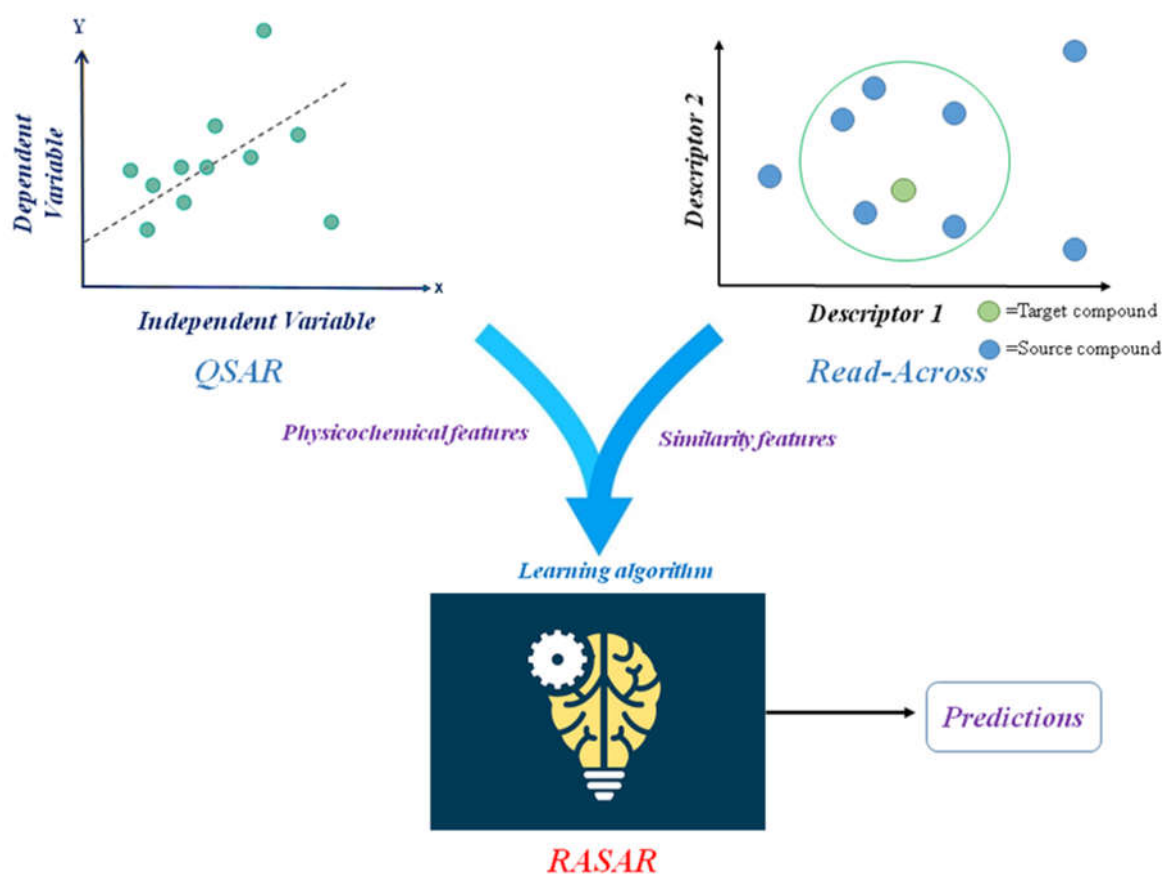 Y
Dependent
Variable
X
Independent Variable
QSAR
Descriptor 2
Descriptor 1
=Target compound
=Source compound
Read-Across
Physicochemical features
Similarity features
Learning algorithm
Predictions
RASAR